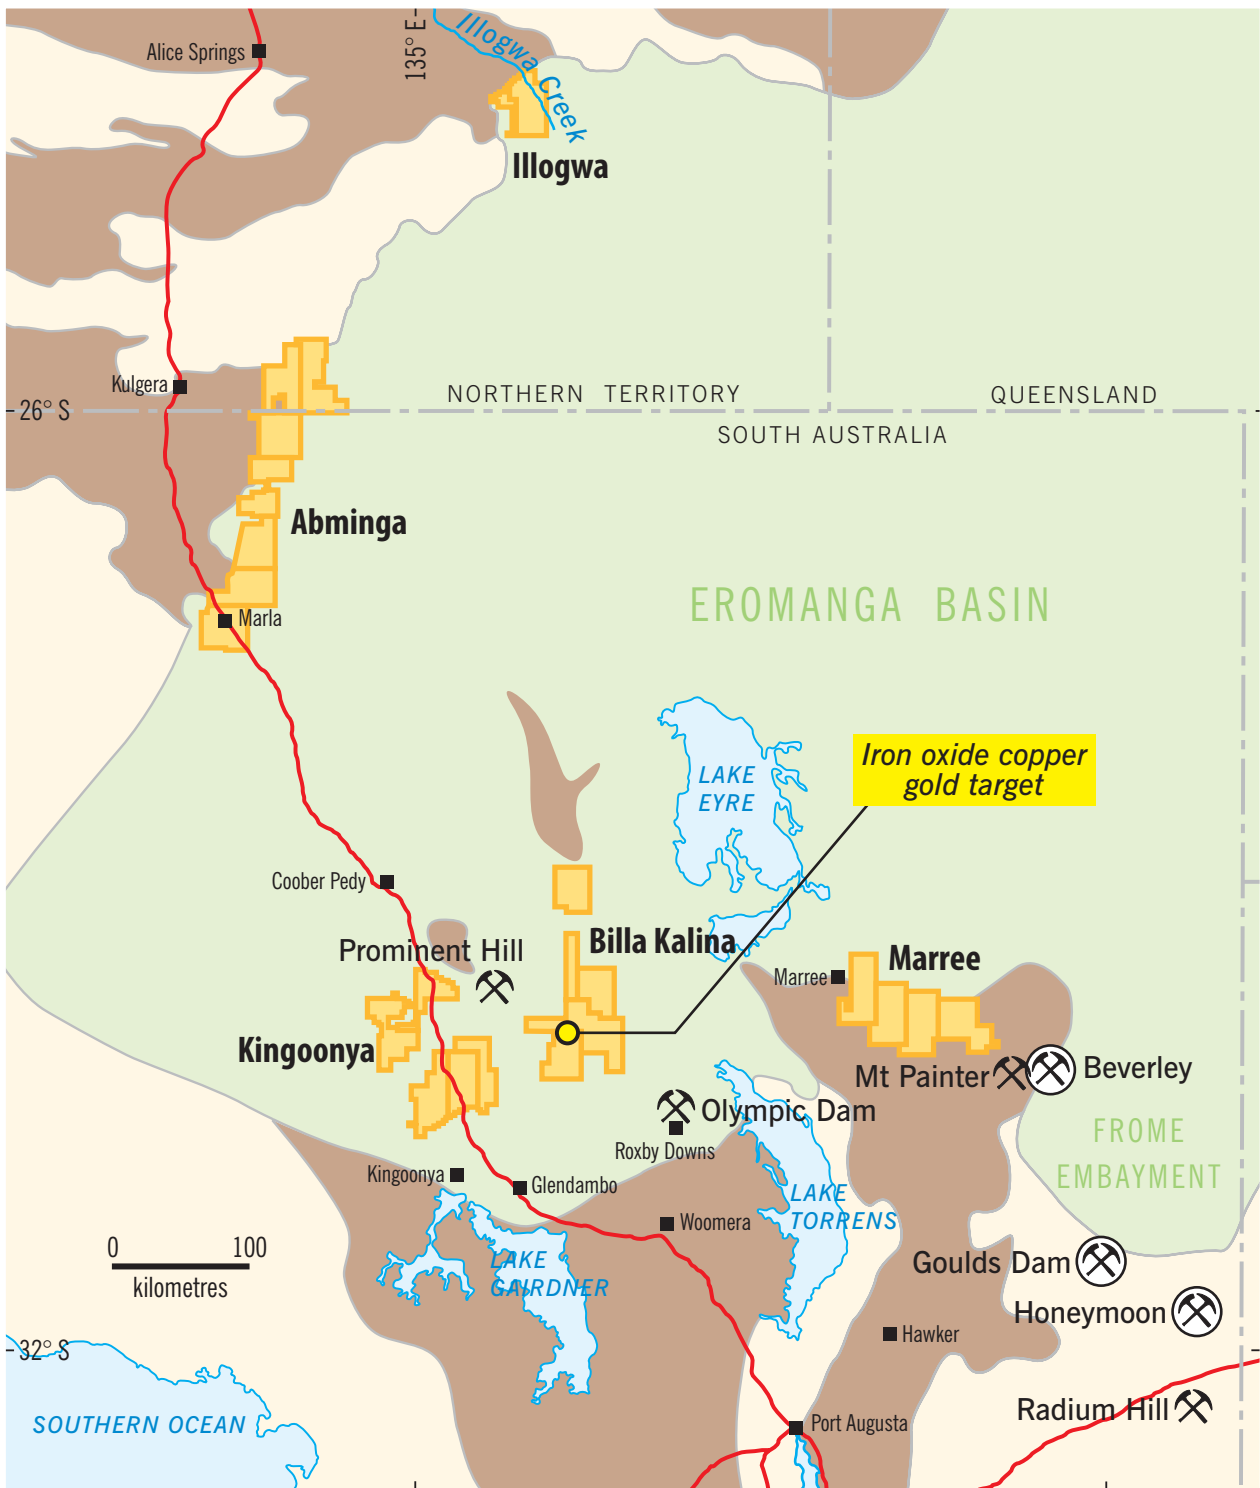 Alice Springs
135° E
Illogwa Creek
Illogwa
Kulgera
26° S
NORTHERN TERRITORY
QUEENSLAND
SOUTH AUSTRALIA
Abminga
EROMANGA BASIN
Marla
Iron oxide copper
gold target
LAKE
EYRE
Coober Pedy
Prominent Hill
Billa Kalina
Marree
Marree
Kingoonya
Mt Painter
Beverley
Olympic Dam
Roxby Downs
FROME
EMBAYMENT
Kingoonya
Glendambo
LAKE
TORRENS
Woomera
0 100
kilometres
LAKE
GAIRDNER
Goulds Dam
Honeymoon
Hawker
32° S
SOUTHERN OCEAN
Port Augusta
Radium Hill